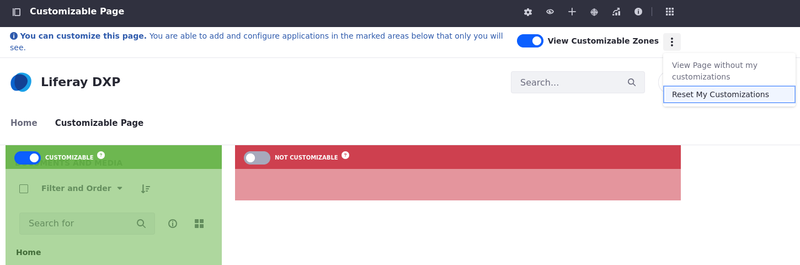 Customizable Page
You can customize this page. You are able to add and configure applications in the marked areas below that only you will
see.
View Customizable Zones
View Page without my
customizations
Reset My Customizations
Liferay DXP
Search...
Home
Customizable Page
CUSTOMIZABLE ?
NOT CUSTOMIZABLE ?
AND MEDIA
Filter and Order
Search for
Home